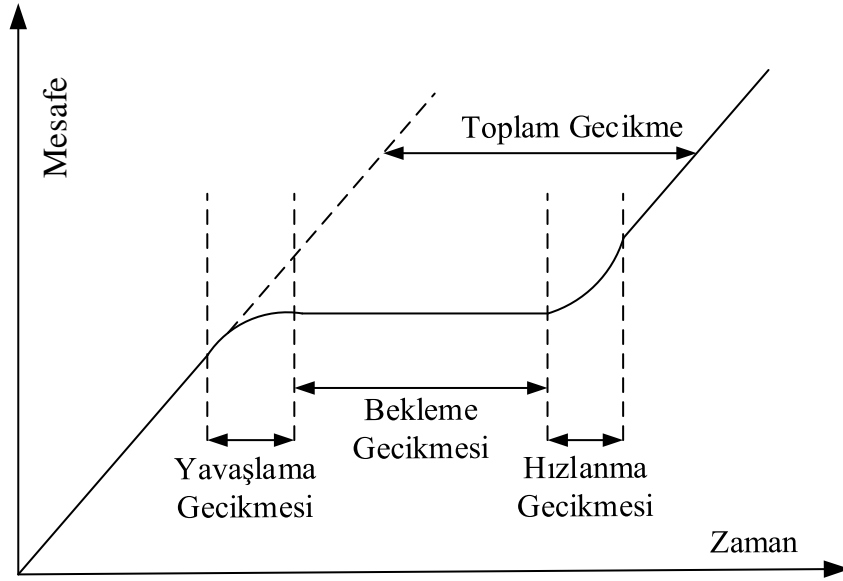 Mesafe
Toplam Gecikme
Bekleme
Gecikmesi
Yavaşlama
Gecikmesi
Hızlanma
Gecikmesi
Zaman